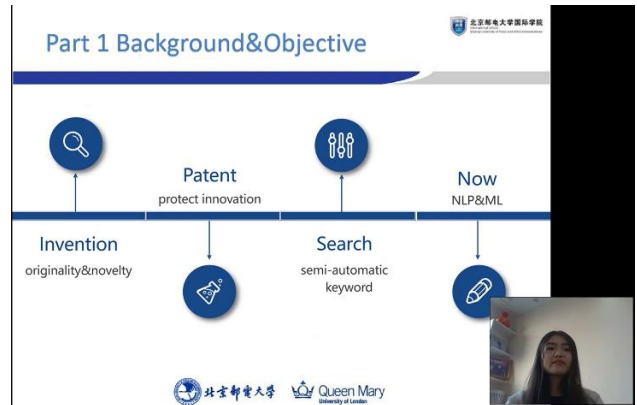 Part 1 Background&Objective
北京邮电大学国际学院
Patent
protect innovation
Now
NLP&ML
Invention
originality&novelty
Search
semi-automatic
keyword
北京邮电大学
Queen Mary
University of London